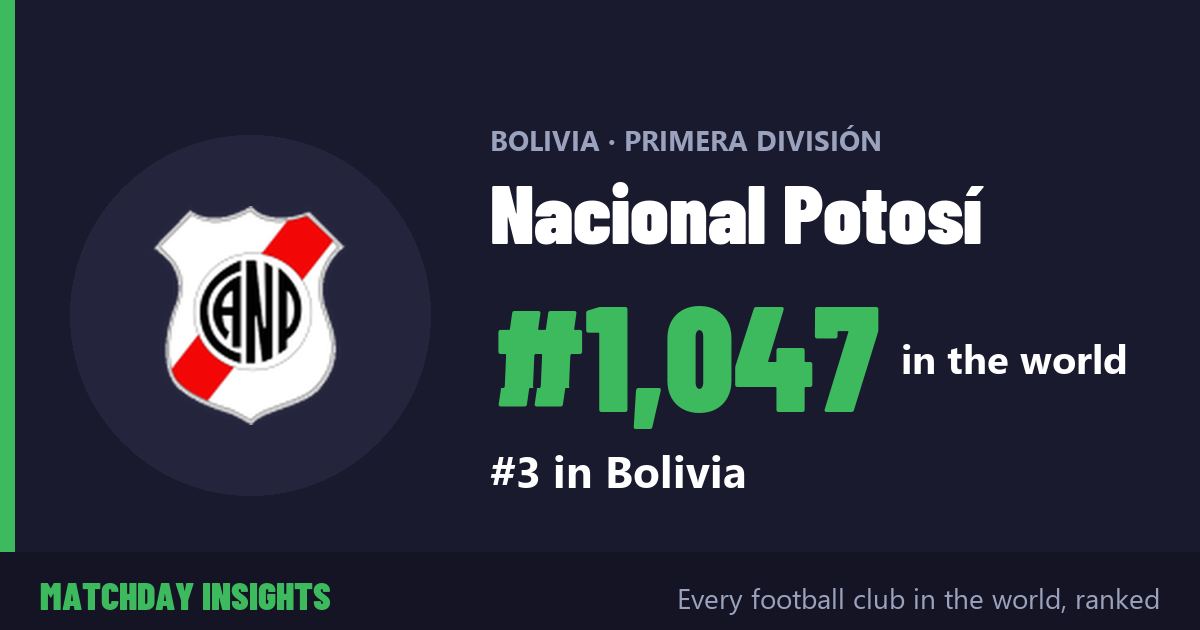 BOLIVIA · PRIMERA DIVISIÓN
Nacional Potosí
CANP
#1,047 in the world
#3 in Bolivia
MATCHDAY INSIGHTS
Every football club in the world, ranked